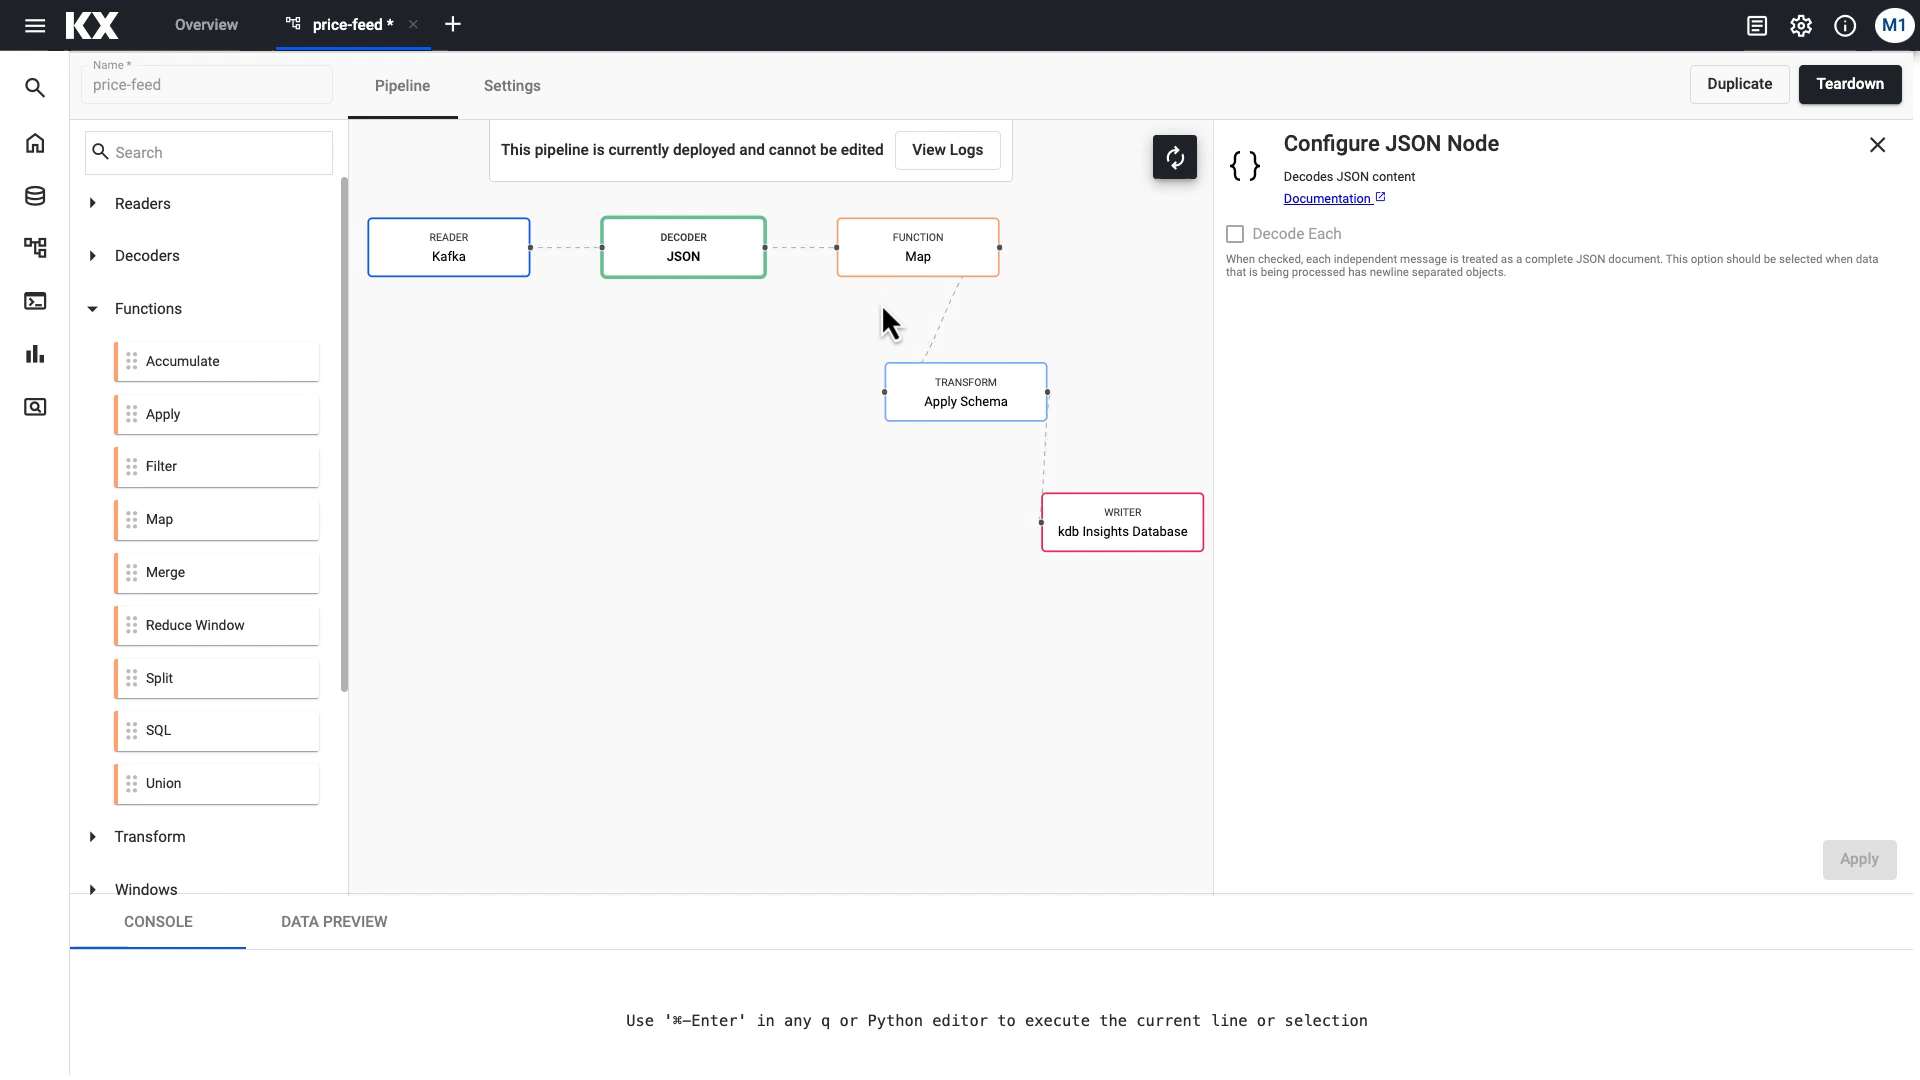 KX
Overview
price-feed *
M1
Name *
price-feed
Pipeline
Settings
Duplicate
Teardown
Search
Readers
Decoders
Functions
Accumulate
Apply
Filter
Map
Merge
Reduce Window
Split
SQL
Union
Transform
Windows
This pipeline is currently deployed and cannot be edited
View Logs
READER
Kafka
DECODER
JSON
FUNCTION
Map
TRANSFORM
Apply Schema
WRITER
kdb Insights Database
{ }
Configure JSON Node
Decodes JSON content
Documentation
Decode Each
When checked, each independent message is treated as a complete JSON document. This option should be selected when data
that is being processed has newline separated objects.
Apply
CONSOLE
DATA PREVIEW
Use '⌘-Enter' in any q or Python editor to execute the current line or selection